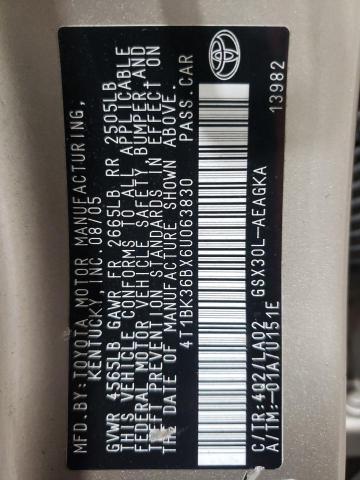 MFD.BY:TOYOTA MOTOR MANUFACTURING,
KENTUCKY, INC. 08/05
GVWR 4565LB GAWR FR 2665LB RR 2505LB
THIS VEHICLE CONFORMS TO ALL APPLICABLE
FEDERAL MOTOR VEHICLE SAFETY BUMPER,AND
THEFT PREVENTION STANDARDS IN EFFECT ON
THE DATE OF MANUFACTURE SHOWN ABOVE.
4T1BK36BX6U063830 PASS.CAR
C/TR:4Q2/LA02 GSX30L-AEAGKA
A/TM:-01A/U151E 13982